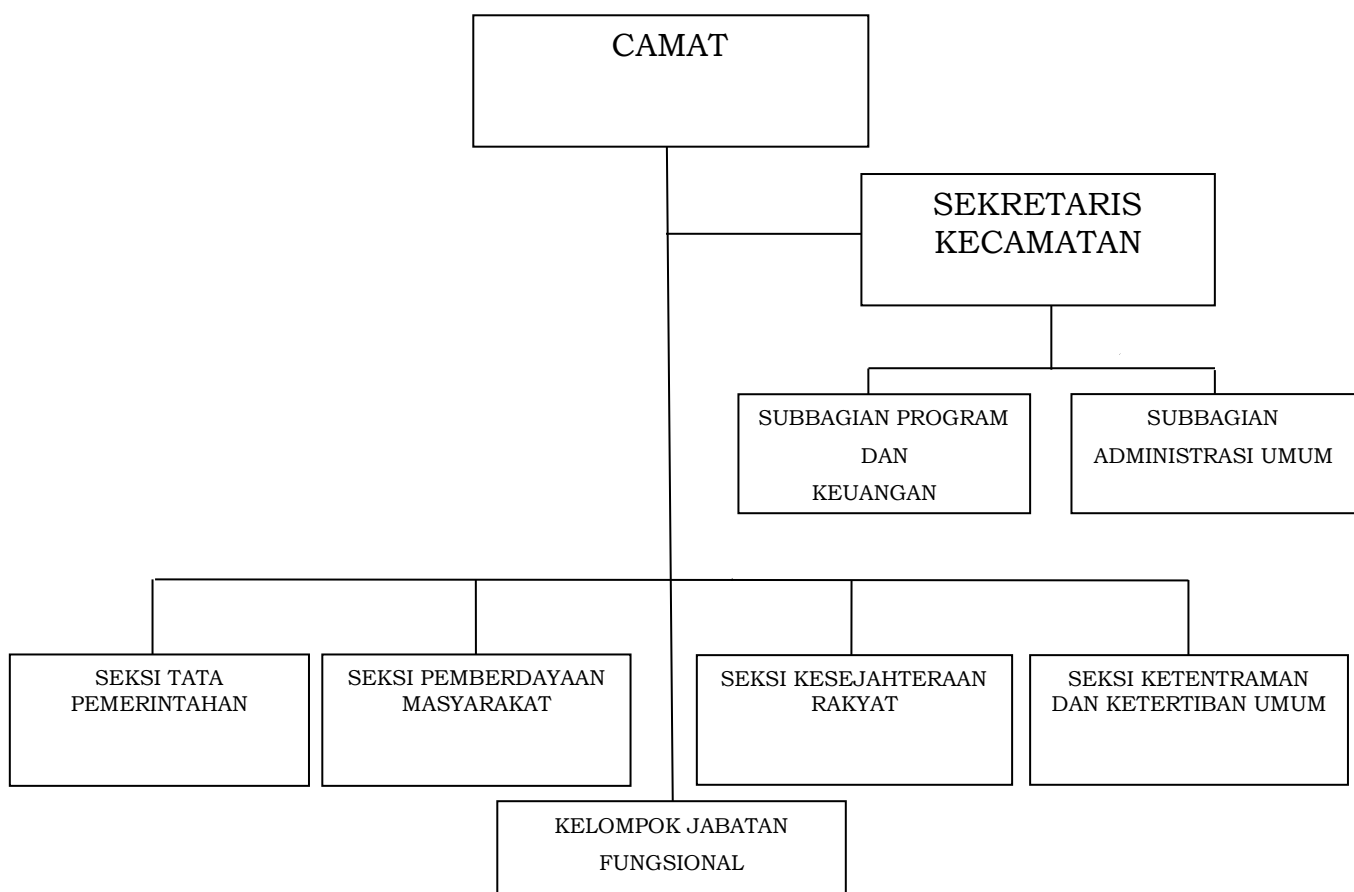 CAMAT
SEKRETARIS
KECAMATAN
SUBBAGIAN PROGRAM
DAN
KEUANGAN
SUBBAGIAN
ADMINISTRASI UMUM
SEKSI TATA
PEMERINTAHAN
SEKSI PEMBERDAYAAN
MASYARAKAT
SEKSI KESEJAHTERAAN
RAKYAT
SEKSI KETENTRAMAN
DAN KETERTIBAN UMUM
KELOMPOK JABATAN
FUNGSIONAL